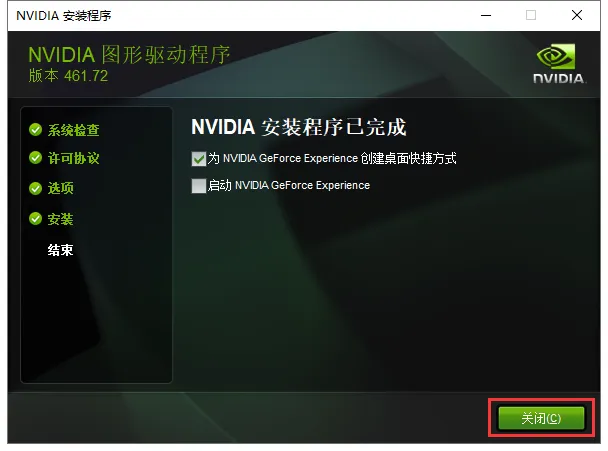 NVIDIA 安装程序
NVIDIA 图形驱动程序
版本 461.72
NVIDIA.
系统检查
许可协议
选项
安装
结束
NVIDIA 安装程序已完成
为 NVIDIA GeForce Experience 创建桌面快捷方式
启动 NVIDIA GeForce Experience
关闭(C)